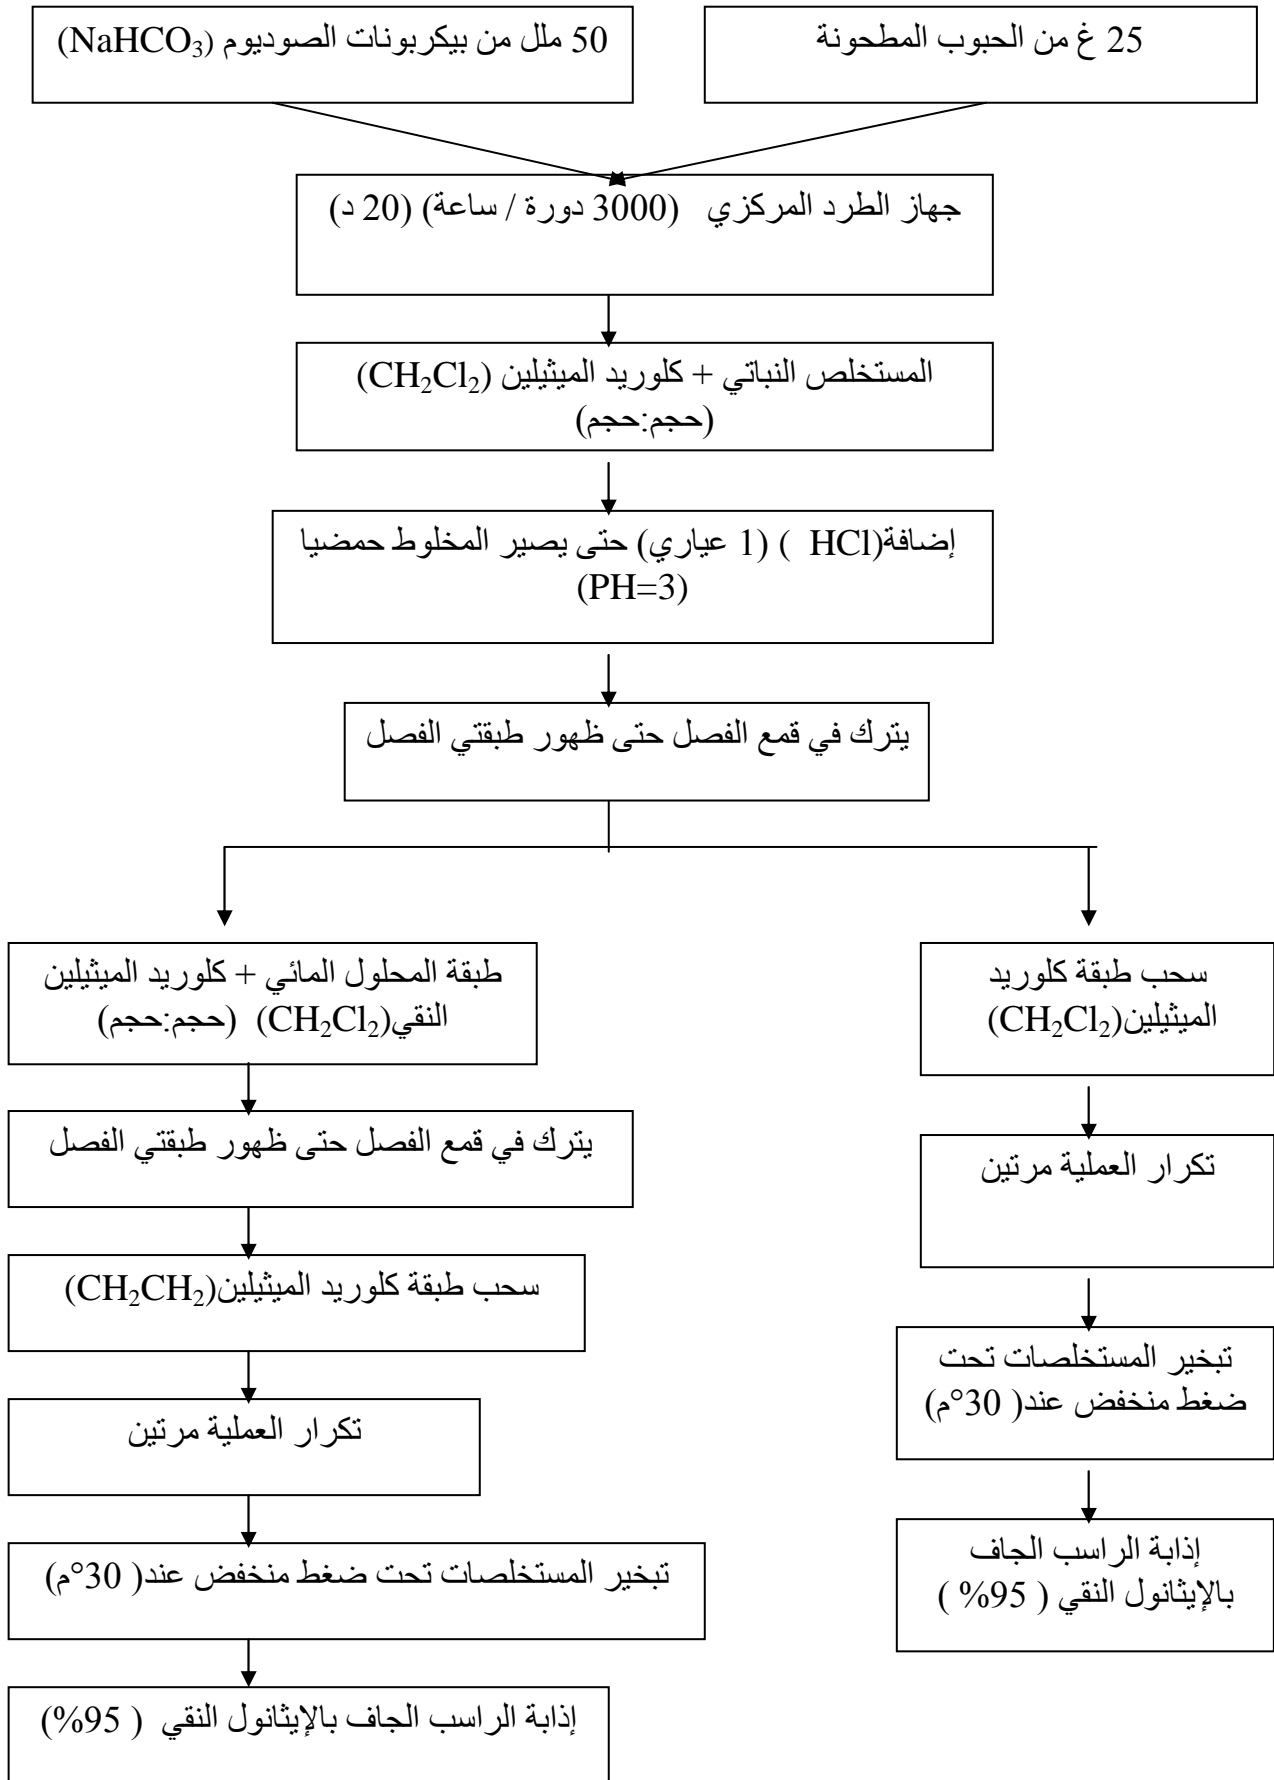 25 غ من الحبوب المطحونة
50 ملل من بيكربونات الصوديوم (NaHCO₃)
جهاز الطرد المركزي (3000 دورة / ساعة) (20 د)
المستخلص النباتي + كلوريد الميثيلين (CH₂Cl₂)
(حجم:حجم)
إضافة(HCl ) (1 عياري) حتى يصير المخلوط حمضيا
(PH=3)
يترك في قمع الفصل حتى ظهور طبقتي الفصل
سحب طبقة كلوريد
الميثيلين(CH₂Cl₂)
تكرار العملية مرتين
تبخير المستخلصات تحت
ضغط منخفض عند( 30°م)
إذابة الراسب الجاف
بالإيثانول النقي ( 95% )
طبقة المحلول المائي + كلوريد الميثيلين
النقي(CH₂Cl₂) (حجم:حجم)
يترك في قمع الفصل حتى ظهور طبقتي الفصل
سحب طبقة كلوريد الميثيلين(CH₂CH₂)
تكرار العملية مرتين
تبخير المستخلصات تحت ضغط منخفض عند( 30°م)
إذابة الراسب الجاف بالإيثانول النقي ( 95%)